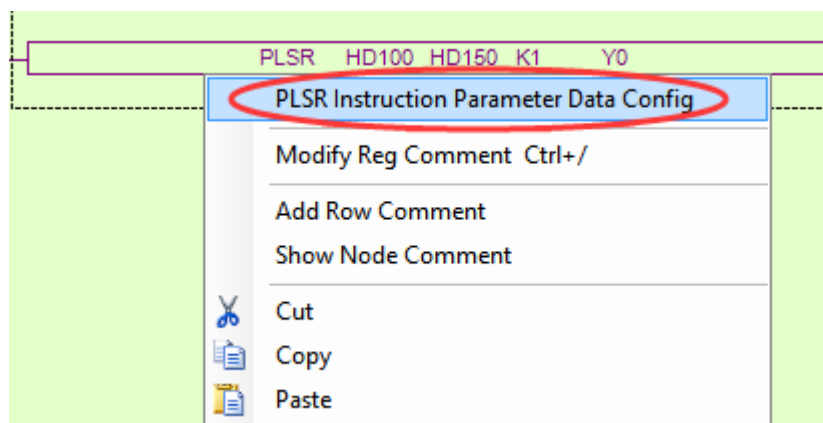 PLSR HD100 HD150 K1 Y0
PLSR Instruction Parameter Data Config
Modify Reg Comment Ctrl+/
Add Row Comment
Show Node Comment
Cut
Copy
Paste